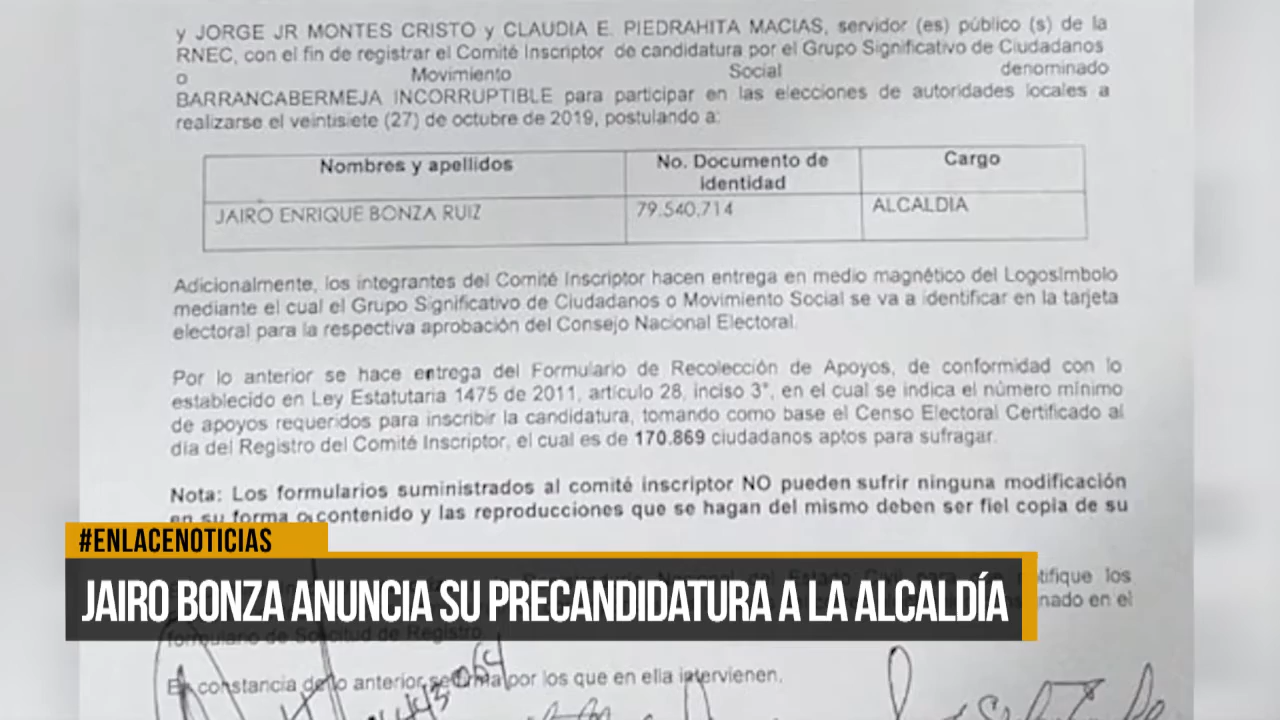 y JORGE JR MONTES CRISTO y CLAUDIA E. PIEDRAHITA MACIAS, servidor (es) público (s) de la
RNEC, con el fin de registrar el Comité Inscriptor de candidatura por el Grupo Significativo de Ciudadanos
o Movimiento Social denominado
BARRANCABERMEJA INCORRUPTIBLE para participar en las elecciones de autoridades locales a
realizarse el veintisiete (27) de octubre de 2019, postulando a:
Nombres y apellidos No. Documento de identidad Cargo
JAIRO ENRIQUE BONZA RUIZ 79.540.714 ALCALDIA
Adicionalmente, los integrantes del Comité Inscriptor hacen entrega en medio magnético del Logosímbolo
mediante el cual el Grupo Significativo de Ciudadanos o Movimiento Social se va a identificar en la tarjeta
electoral para la respectiva aprobación del Consejo Nacional Electoral.
Por lo anterior se hace entrega del Formulario de Recolección de Apoyos, de conformidad con lo
establecido en Ley Estatutaria 1475 de 2011, artículo 28, inciso 3°, en el cual se indica el número mínimo
de apoyos requeridos para inscribir la candidatura, tomando como base el Censo Electoral Certificado al
día del Registro del Comité Inscriptor, el cual es de 170.869 ciudadanos aptos para sufragar.
Nota: Los formularios suministrados al comité inscriptor NO pueden sufrir ninguna modificación
en su forma o contenido y las reproducciones que se hagan del mismo deben ser fiel copia de su
#ENLACENOTICIAS
JAIRO BONZA ANUNCIA SU PRECANDIDATURA A LA ALCALDÍA
los
en el
formulario de Solicitud de Registro
En constancia de lo anterior, se firma por los que en ella intervienen.